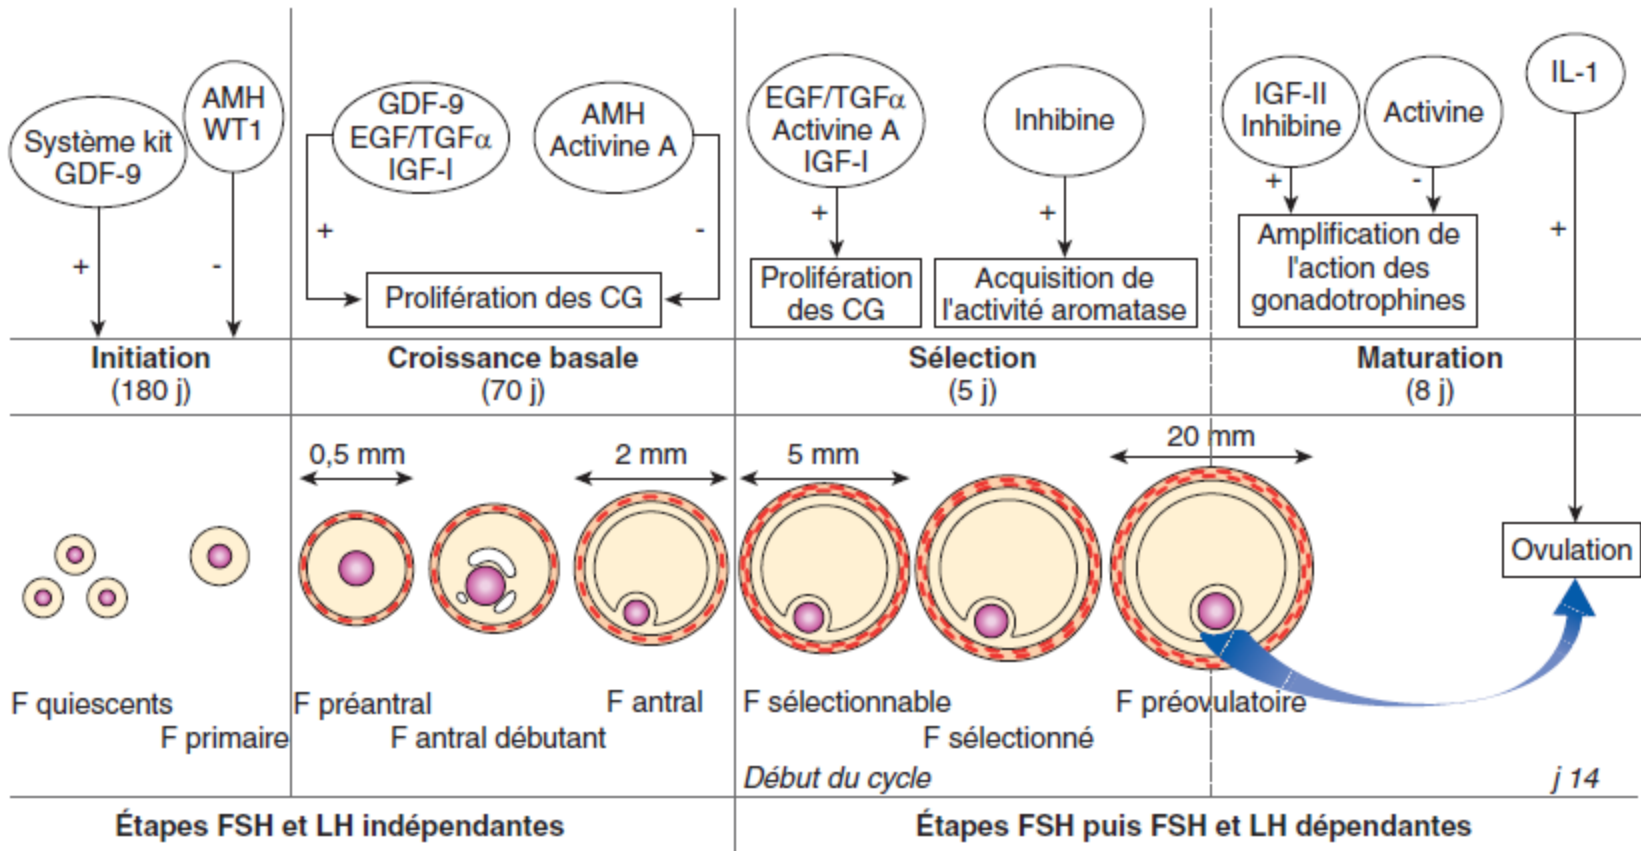 Système kit
GDF-9
AMH
WT1
GDF-9
EGF/TGFα
IGF-I
AMH
Activine A
EGF/TGFα
Activine A
IGF-I
Inhibine
IGF-II
Inhibine
Activine
IL-1
+
-
+
-
+
+
+
-
+
Prolifération des CG
Prolifération
des CG
Acquisition de
l'activité aromatase
Amplification de
l'action des
gonadotrophines
Initiation
(180 j)
Croissance basale
(70 j)
Sélection
(5 j)
Maturation
(8 j)
0,5 mm
2 mm
5 mm
20 mm
Ovulation
F quiescents
F primaire
F préantral
F antral débutant
F antral
F sélectionnable
F sélectionné
F préovulatoire
Début du cycle
j 14
Étapes FSH et LH indépendantes
Étapes FSH puis FSH et LH dépendantes